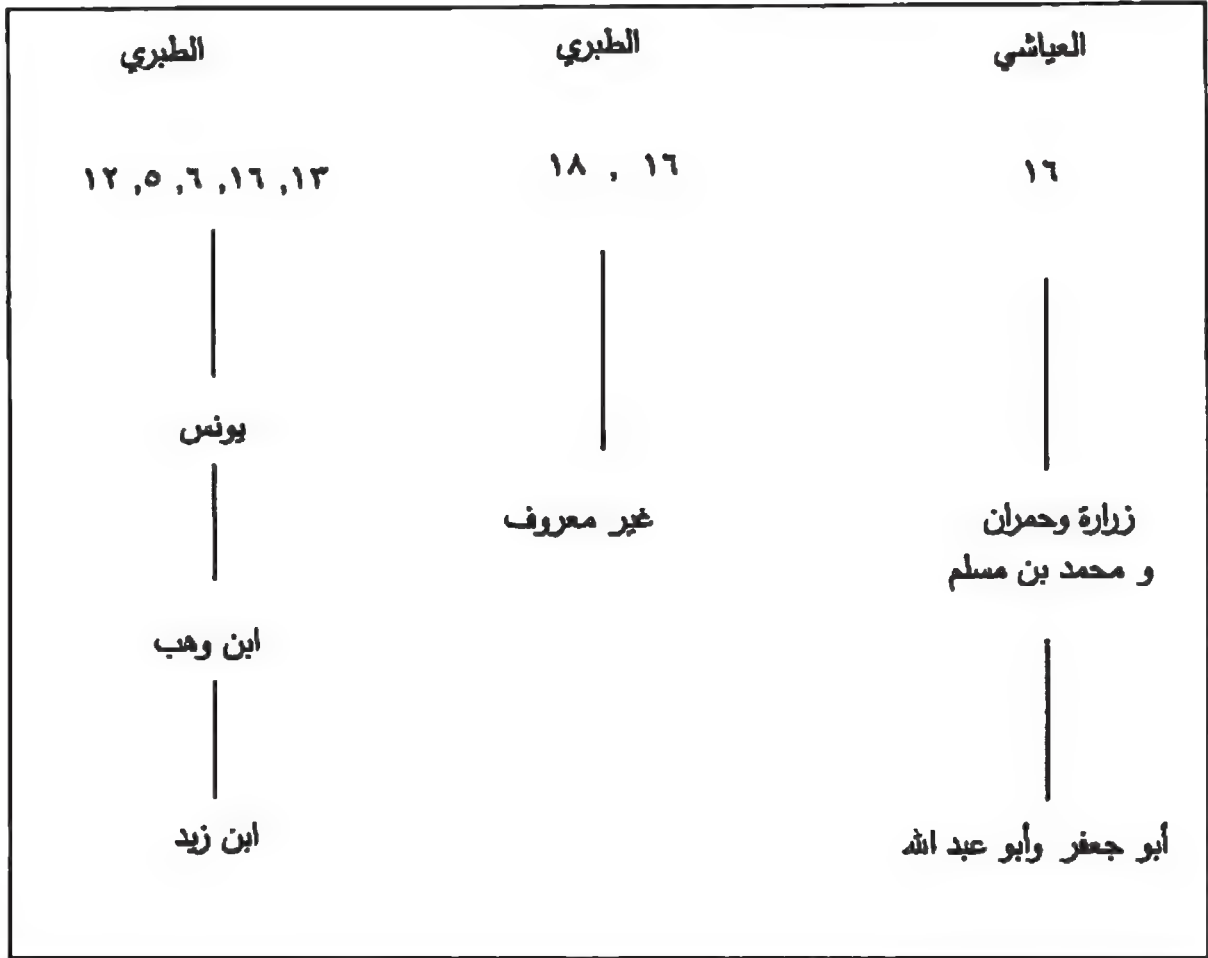 العياشي
١٦
زرارة وحمران
و محمد بن مسلم
أبو جعفر وأبو عبد الله
الطبري
١٦ , ١٨
غير معروف
الطبري
١٣, ١٦, ٦, ٥, ١٢
يونس
ابن وهب
ابن زيد